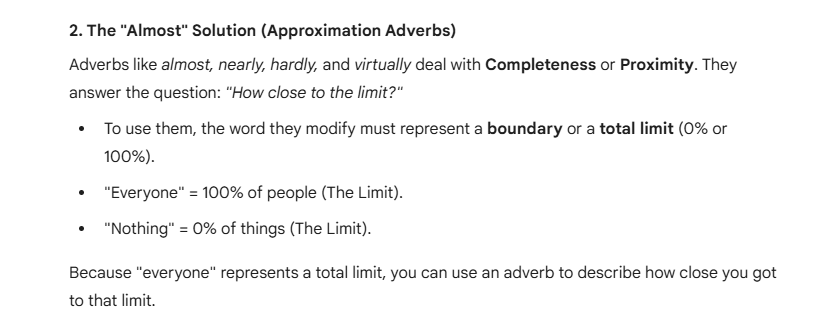 2. The "Almost" Solution (Approximation Adverbs)
Adverbs like almost, nearly, hardly, and virtually deal with Completeness or Proximity. They
answer the question: "How close to the limit?"
• To use them, the word they modify must represent a boundary or a total limit (0% or
100%).
• "Everyone" = 100% of people (The Limit).
• "Nothing" = 0% of things (The Limit).
Because "everyone" represents a total limit, you can use an adverb to describe how close you got
to that limit.